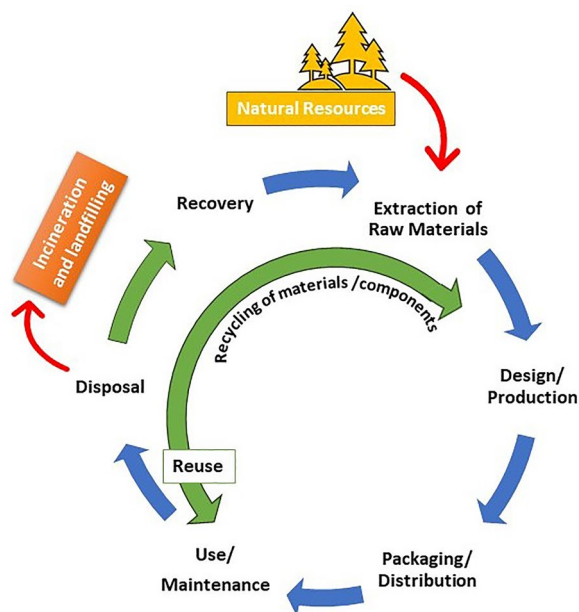 Natural Resources
Incineration
and landfilling
Recovery
Extraction of
Raw Materials
Recycling of materials /components
Disposal
Design/
Production
Reuse
Use/
Maintenance
Packaging/
Distribution